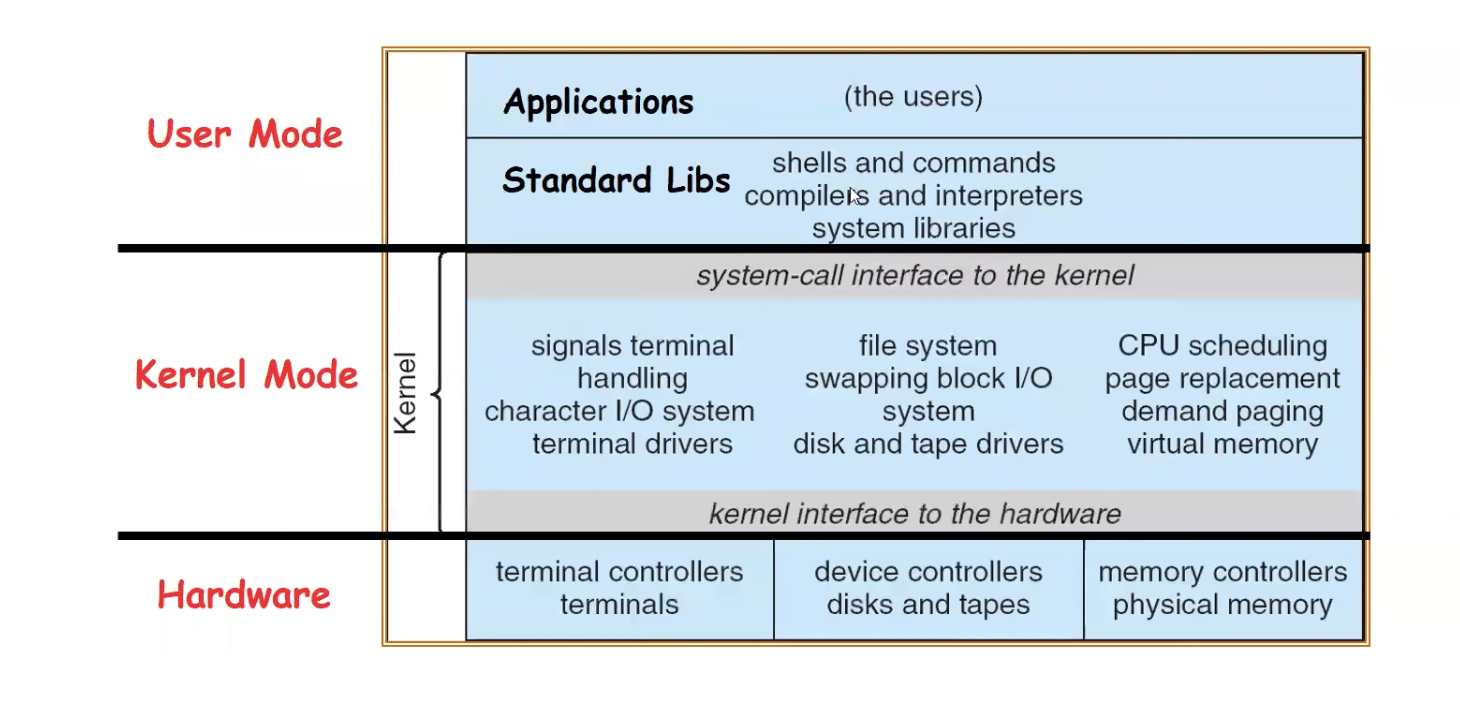 User Mode
Applications (the users)
Standard Libs
shells and commands
compilers and interpreters
system libraries
Kernel Mode
Kernel
system-call interface to the kernel
signals terminal
handling
character I/O system
terminal drivers
file system
swapping block I/O
system
disk and tape drivers
CPU scheduling
page replacement
demand paging
virtual memory
kernel interface to the hardware
Hardware
terminal controllers
terminals
device controllers
disks and tapes
memory controllers
physical memory